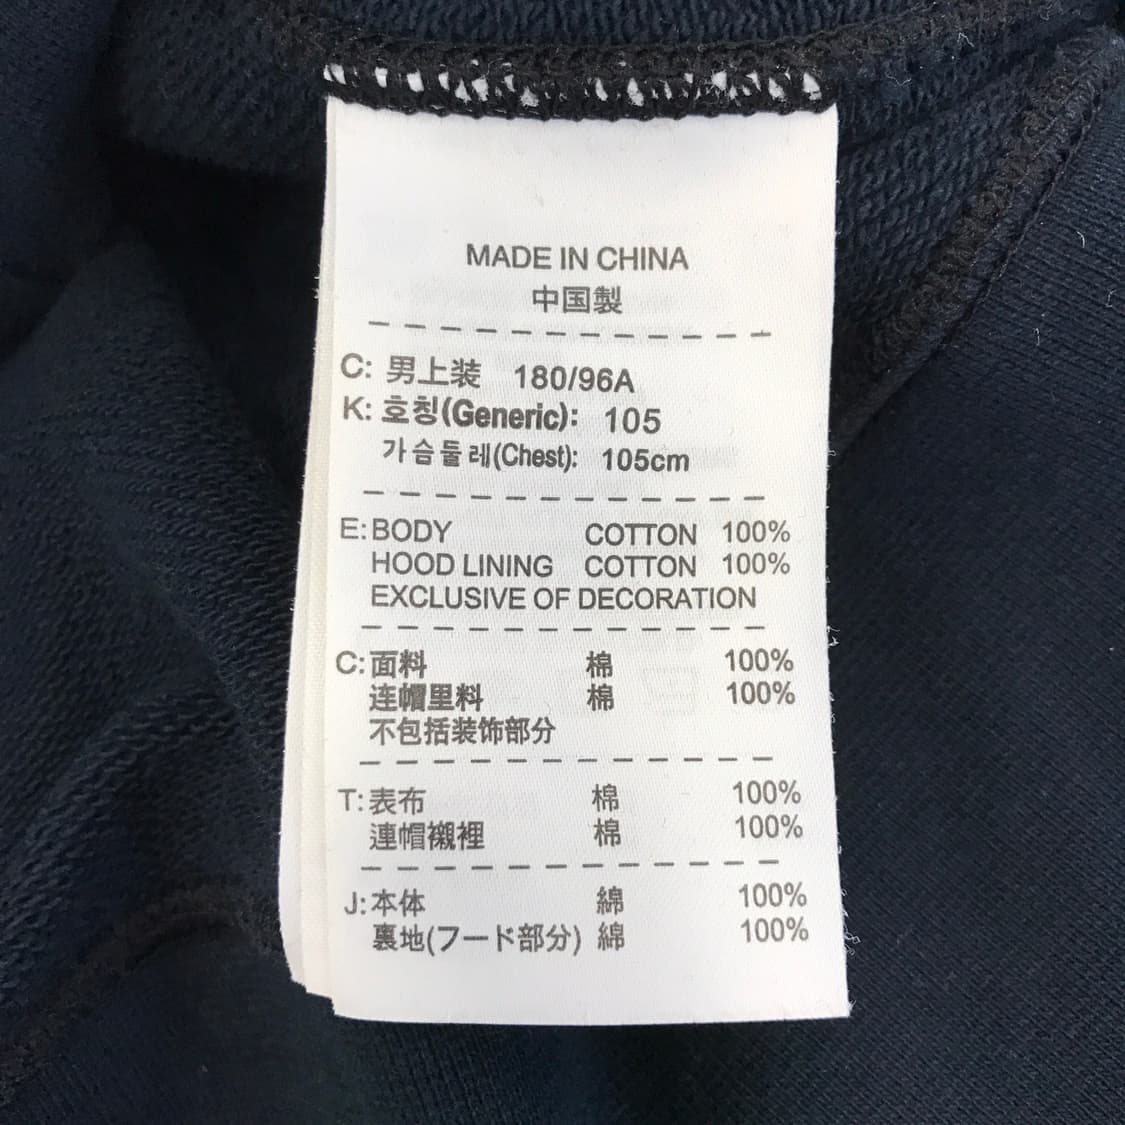 MADE IN CHINA
中国製
C: 男上装 180/96A
K: 호칭(Generic): 105
가슴둘레(Chest): 105cm
E: BODY COTTON 100%
HOOD LINING COTTON 100%
EXCLUSIVE OF DECORATION
C: 面料 棉 100%
连帽里料 棉 100%
不包括装饰部分
T: 表布 棉 100%
連帽襯裡 棉 100%
J: 本体 綿 100%
裏地(フード部分) 綿 100%